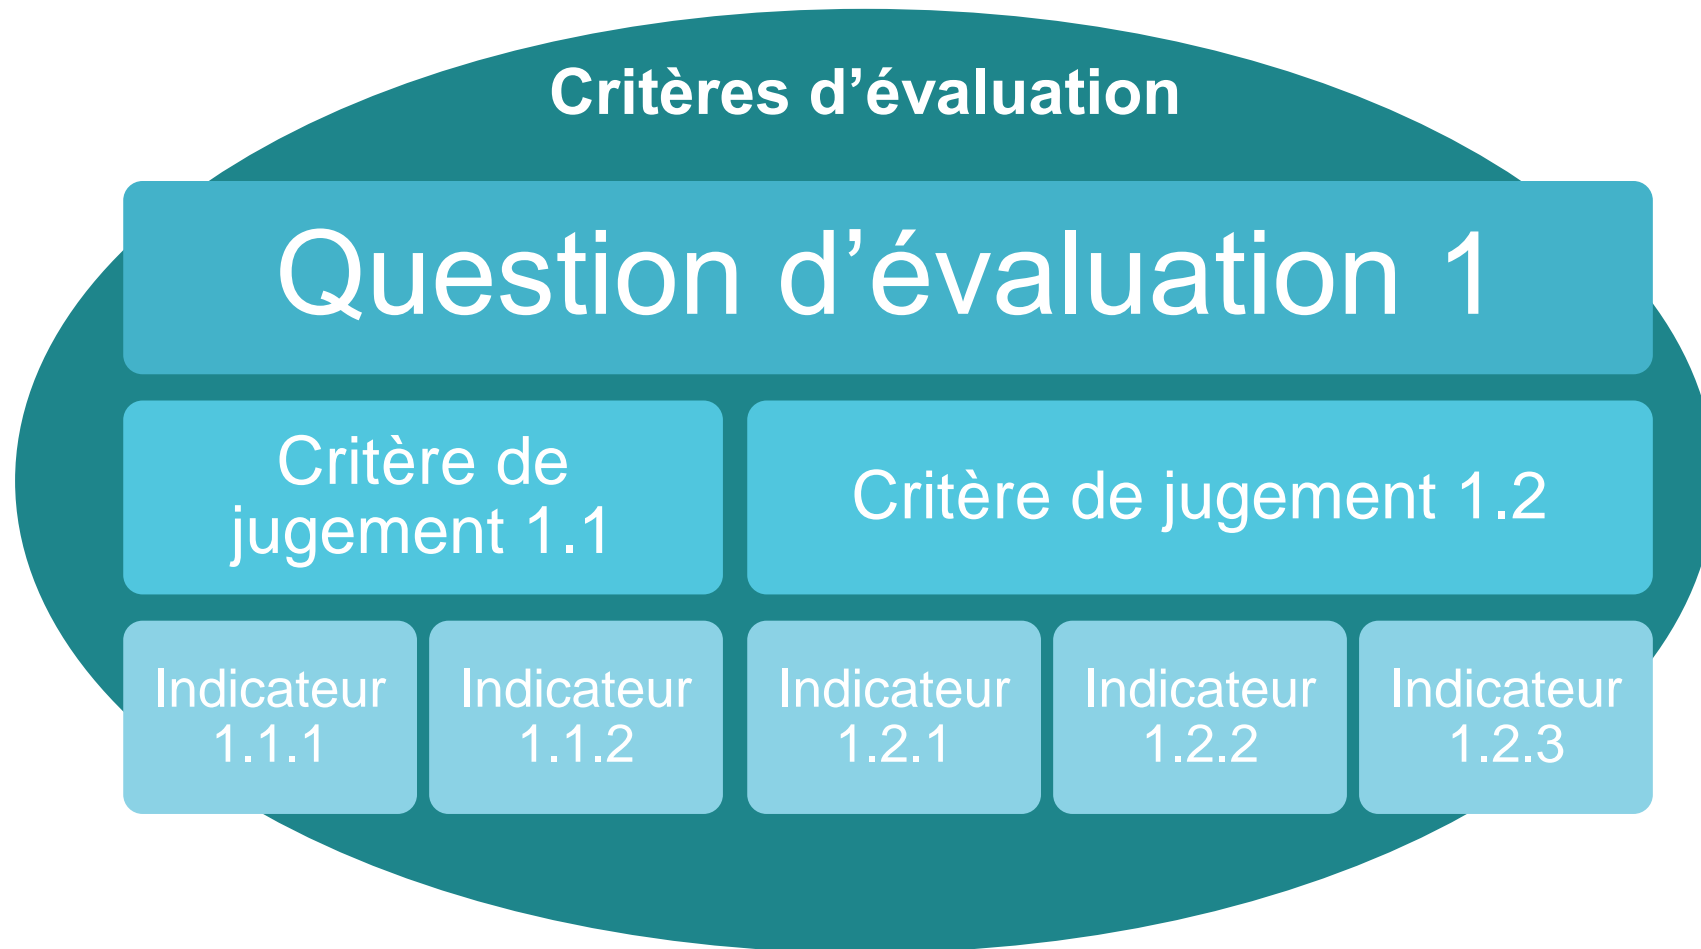 Critères d’évaluation
Question d’évaluation 1
Critère de
jugement 1.1
Critère de jugement 1.2
Indicateur
1.1.1
Indicateur
1.1.2
Indicateur
1.2.1
Indicateur
1.2.2
Indicateur
1.2.3